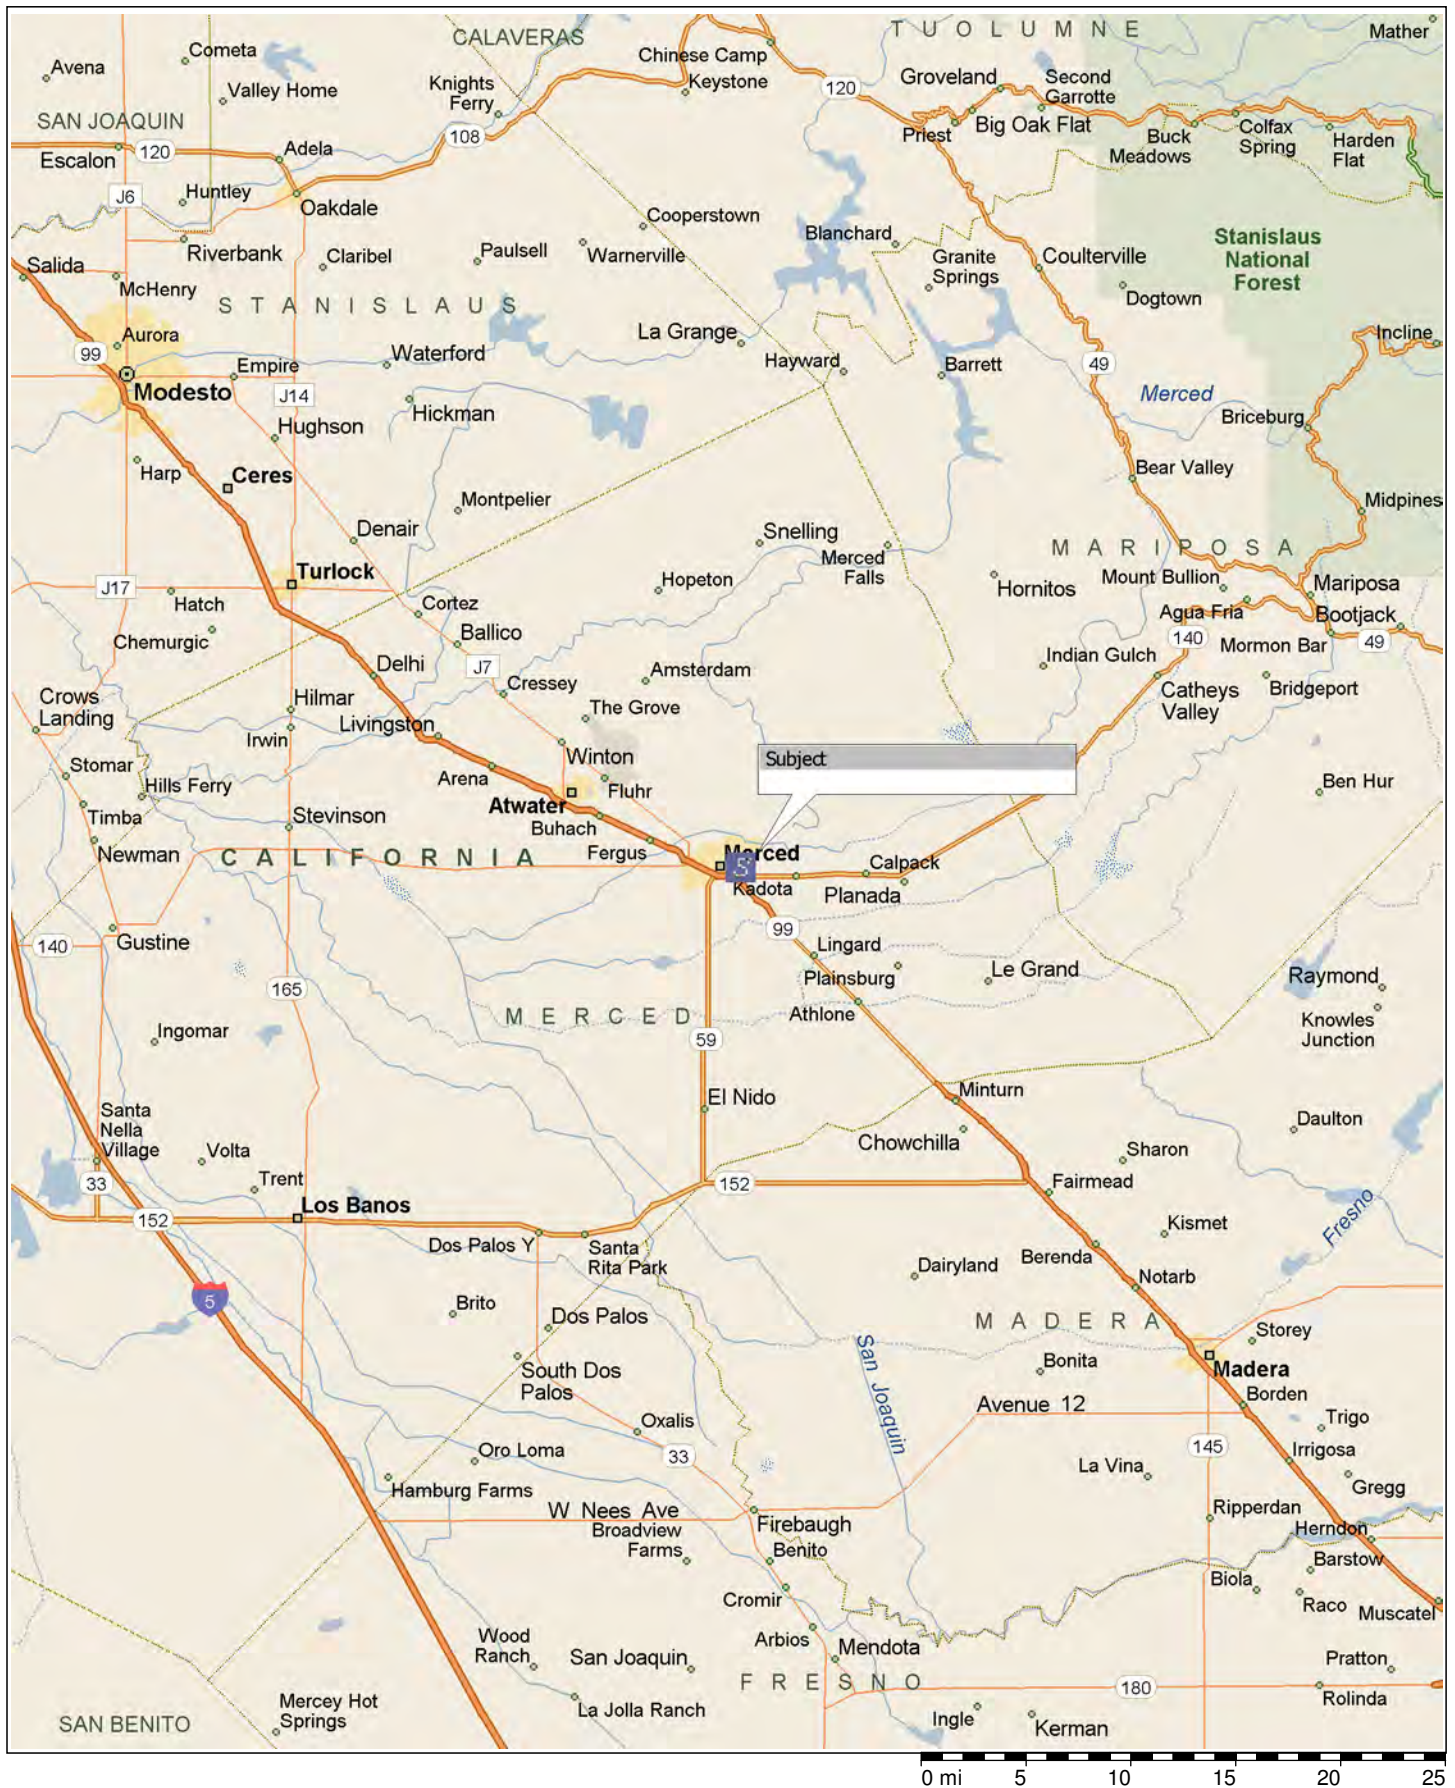 CALAVERAS
TUOLUMNE
Mather
Cometa
Avena
Chinese Camp
Valley Home
Knights
Ferry
Keystone
120
Groveland
Second
Garrotte
SAN JOAQUIN
Big Oak Flat
Priest
Colfax
Spring
Buck
Meadows
Harden
Flat
108
Escalon
120
Adela
J6
Huntley
Oakdale
Cooperstown
Blanchard
Riverbank
Claribel
Paulsell
Warnerville
Granite
Springs
Coulterville
Stanislaus
National
Forest
Salida
McHenry
Dogtown
STANISLAUS
Aurora
La Grange
Incline
99
Waterford
Hayward
Barrett
49
Empire
Modesto
J14
Merced
Hickman
Briceburg
Hughson
Harp
Ceres
Bear Valley
Montpelier
Midpines
Denair
Snelling
Merced
Falls
MARIPOSA
Turlock
Hopeton
Hornitos
Mount Bullion
Mariposa
J17
Hatch
Cortez
Agua Fria
Bootjack
Chemurgic
Ballico
140
Mormon Bar
49
Delhi
J7
Amsterdam
Indian Gulch
Cressey
Catheys
Valley
Bridgeport
Crows
Landing
Hilmar
The Grove
Livingston
Irwin
Winton
Subject
Stomar
Arena
Hills Ferry
Fluhr
Ben Hur
Atwater
Timba
Stevinson
Buhach
Newman
CALIFORNIA
Fergus
Merced
5
Calpack
Kadota
Planada
99
140
Gustine
Lingard
Plainsburg
Le Grand
Raymond
165
MERCED
Athlone
Knowles
Junction
Ingomar
59
El Nido
Minturn
Santa
Nella
Village
Daulton
Chowchilla
Volta
Sharon
33
Trent
152
Fairmead
Los Banos
152
Fresno
Kismet
Dos Palos Y
Santa
Rita Park
Berenda
Dairyland
Notarb
5
Brito
Dos Palos
MADERA
Storey
San Joaquin
Bonita
Madera
South Dos
Palos
Borden
Avenue 12
Oxalis
Trigo
33
145
Irrigosa
Oro Loma
La Vina
Gregg
Hamburg Farms
W Nees Ave
Ripperdan
Firebaugh
Broadview
Farms
Herndon
Benito
Barstow
Biola
Cromir
Raco
Muscatel
Arbios
Wood
Ranch
Mendota
San Joaquin
Pratton
FRESNO
180
Rolinda
Mercey Hot
Springs
La Jolla Ranch
SAN BENITO
Ingle
Kerman
0 mi 5 10 15 20 25